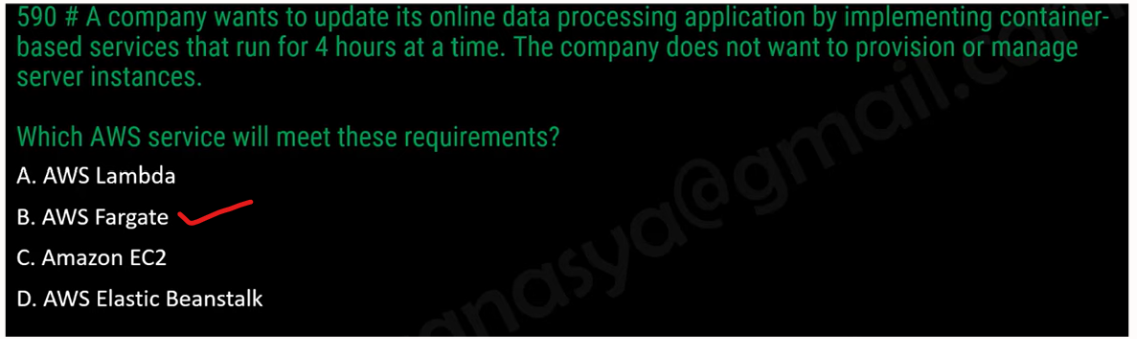 590 # A company wants to update its online data processing application by implementing container-
based services that run for 4 hours at a time. The company does not want to provision or manage
server instances.
Which AWS service will meet these requirements?
A. AWS Lambda
B. AWS Fargate
C. Amazon EC2
D. AWS Elastic Beanstalk